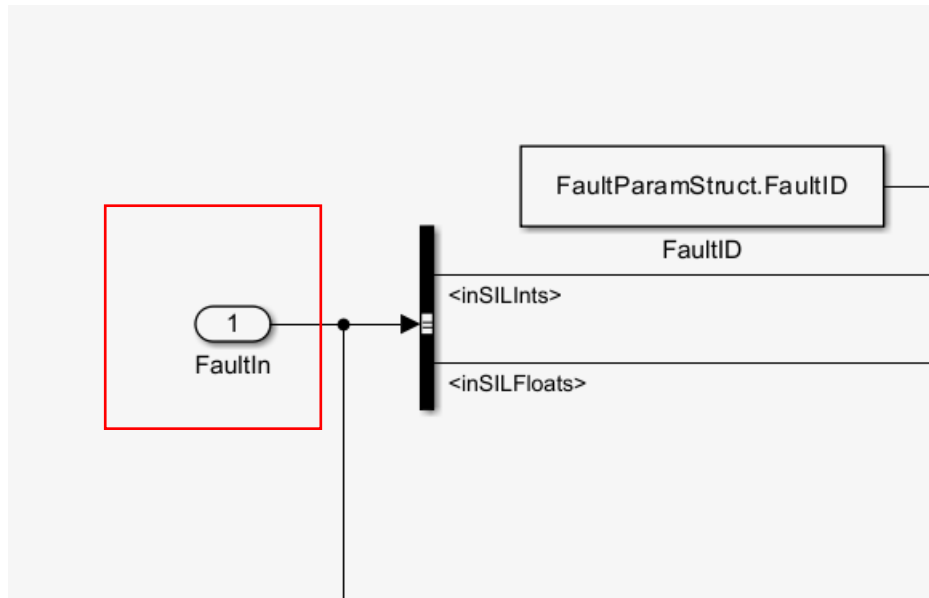 FaultParamStruct.FaultID
FaultID
<inSILInts>
1
FaultIn
<inSILFloats>